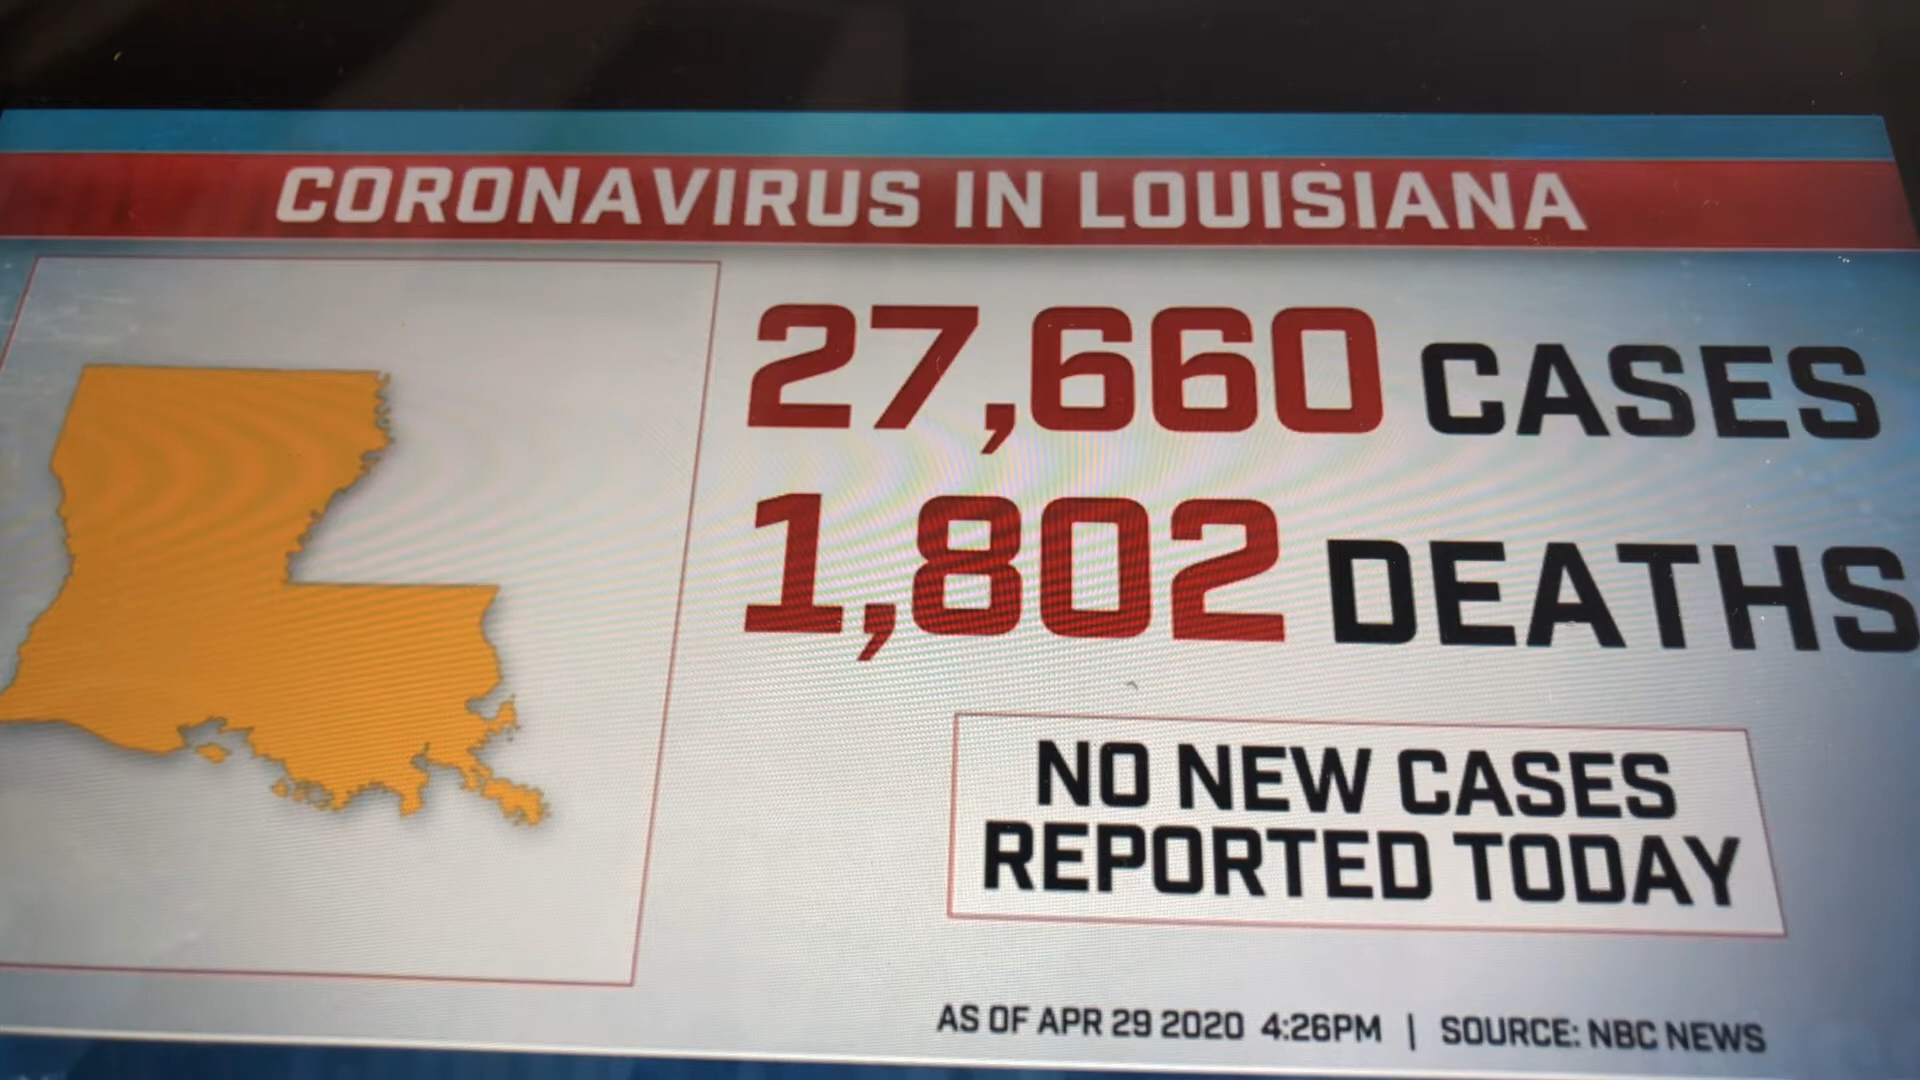 CORONAVIRUS IN LOUISIANA
27,660 CASES
1,802 DEATHS
NO NEW CASES
REPORTED TODAY
AS OF APR 29 2020 4:26PM | SOURCE: NBC NEWS